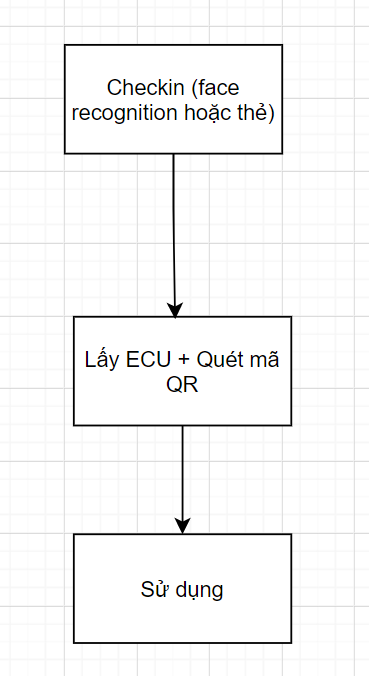 Checkin (face
recognition hoặc thẻ)
Lấy ECU + Quét mã
QR
Sử dụng